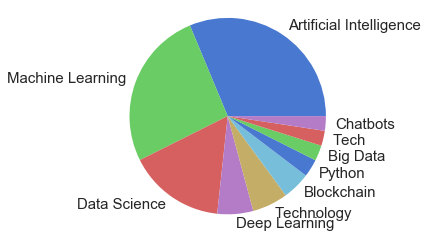 Artificial Intelligence
Machine Learning
Data Science
Deep Learning
Technology
Blockchain
Python
Big Data
Tech
Chatbots